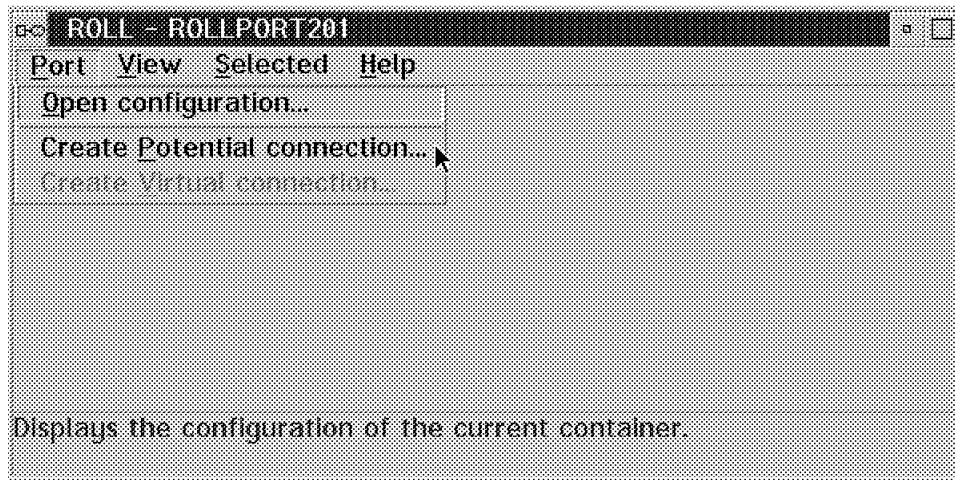 ROLL - ROLLPORT201
Port View Selected Help
Open configuration...
Create Potential connection...
Create Virtual connection...
Displays the configuration of the current container.